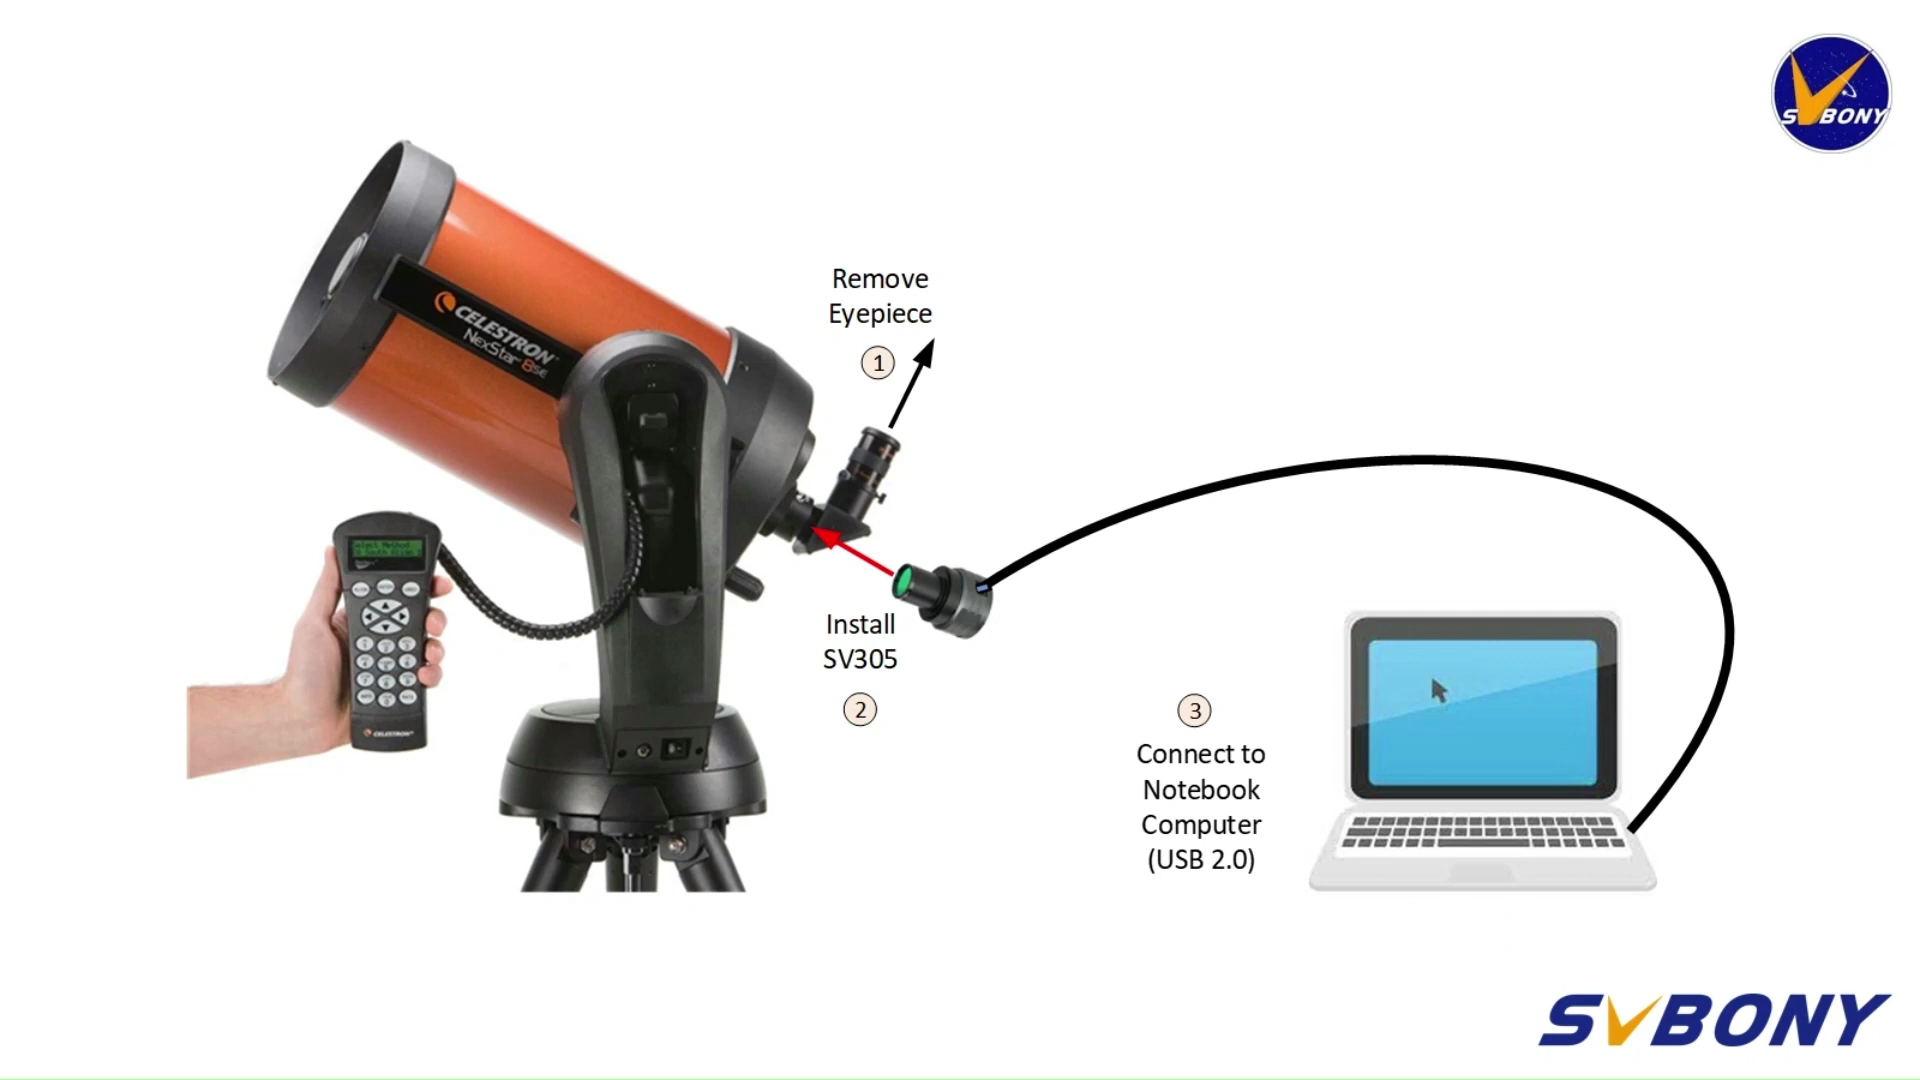 SVBONY
CELESTRON
NexStar 8SE
Remove
Eyepiece
1
Install
SV305
2
3
Connect to
Notebook
Computer
(USB 2.0)
CELESTRON
SVBONY